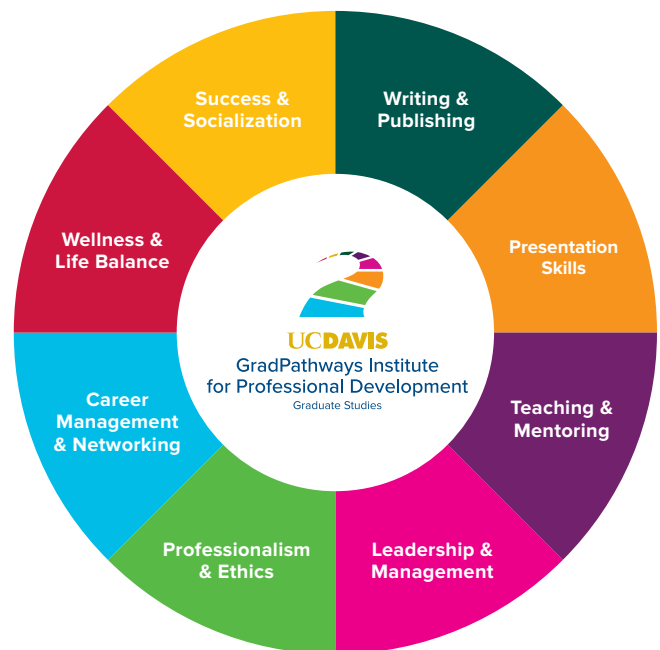 Success &
Socialization
Writing &
Publishing
Wellness &
Life Balance
Presentation
Skills
UCDAVIS
GradPathways Institute
for Professional Development
Graduate Studies
Career
Management
& Networking
Teaching &
Mentoring
Professionalism
& Ethics
Leadership &
Management